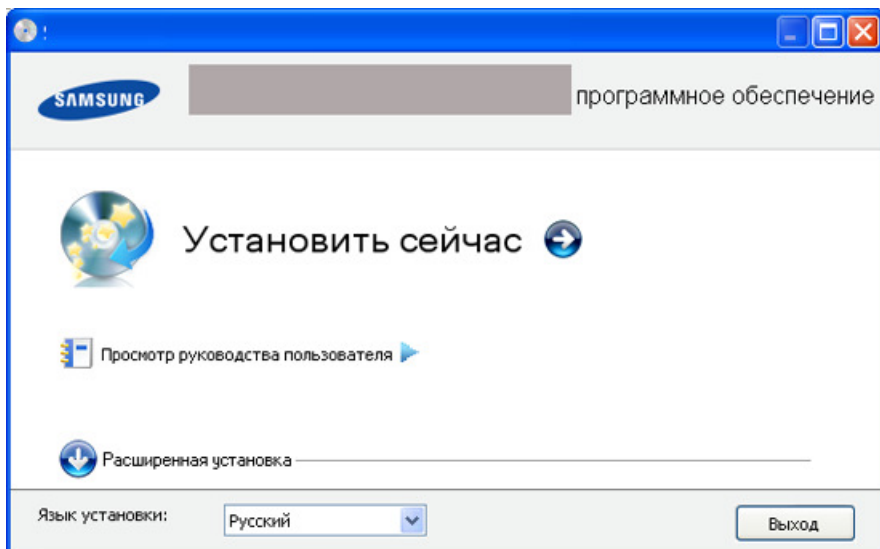 SAMSUNG
программное обеспечение
Установить сейчас
Просмотр руководства пользователя
Расширенная установка
Язык установки: Русский Выход